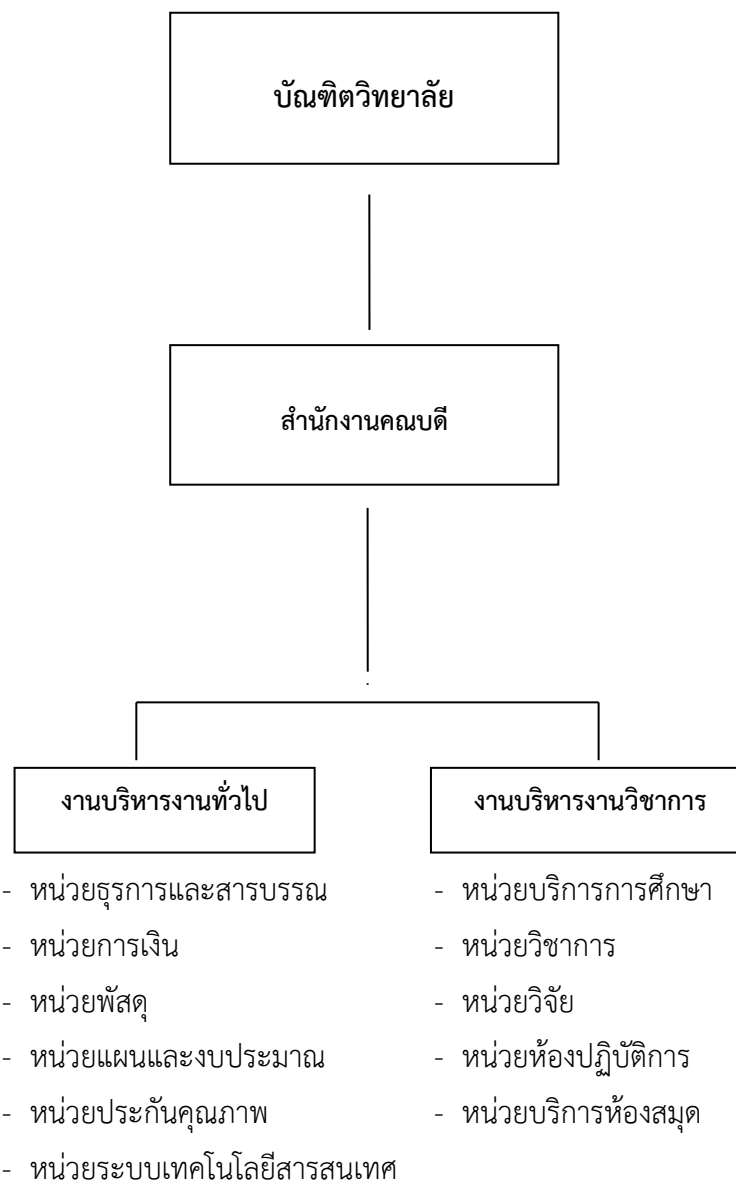 บัณฑิตวิทยาลัย
สำนักงานคณบดี
งานบริหารงานทั่วไป
- หน่วยธุรการและสารบรรณ
- หน่วยการเงิน
- หน่วยพัสดุ
- หน่วยแผนและงบประมาณ
- หน่วยประกันคุณภาพ
- หน่วยระบบเทคโนโลยีสารสนเทศ
งานบริหารงานวิชาการ
- หน่วยบริการการศึกษา
- หน่วยวิชาการ
- หน่วยวิจัย
- หน่วยห้องปฏิบัติการ
- หน่วยบริการห้องสมุด